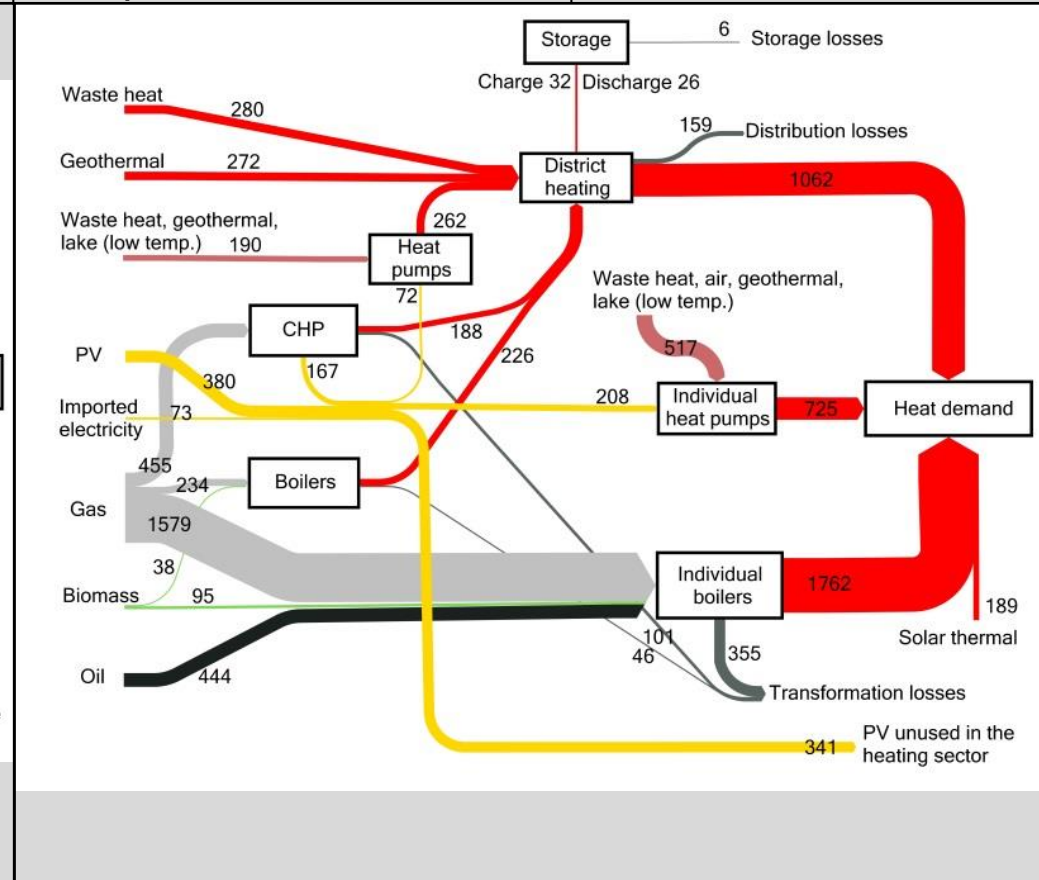 Storage
6
Storage losses
Charge 32
Discharge 26
Waste heat
280
159
Distribution losses
Geothermal
272
District
heating
1062
Waste heat, geothermal,
lake (low temp.)
190
262
Heat
pumps
72
Waste heat, air, geothermal,
lake (low temp.)
CHP
188
226
517
PV
380
167
Imported
electricity
73
208
Individual
heat pumps
725
Heat demand
455
234
Boilers
Gas
1579
38
Biomass
95
Individual
boilers
1762
189
Solar thermal
101
46
355
Oil
444
Transformation losses
341
PV unused in the
heating sector